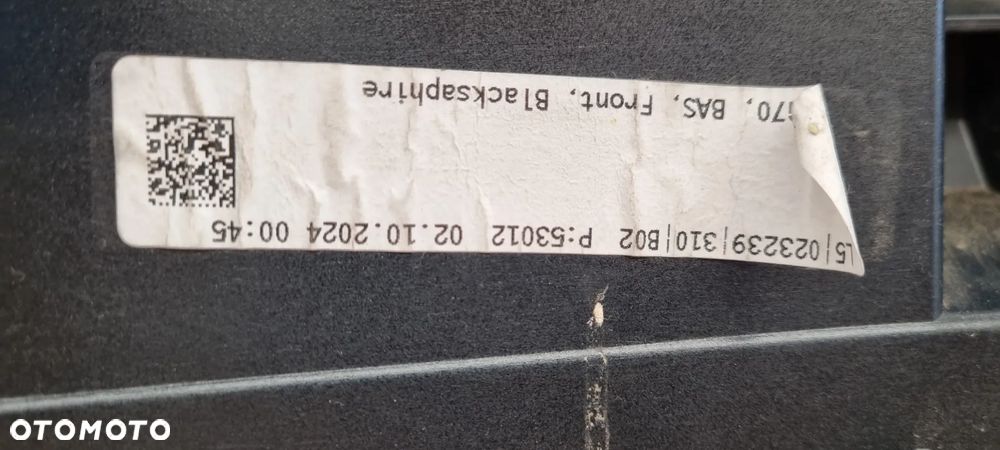 L5|023239|310|B02 P:53012 02.10.2024 00:45
70, BAS, Front, Blacksaphire
OTOMOTO